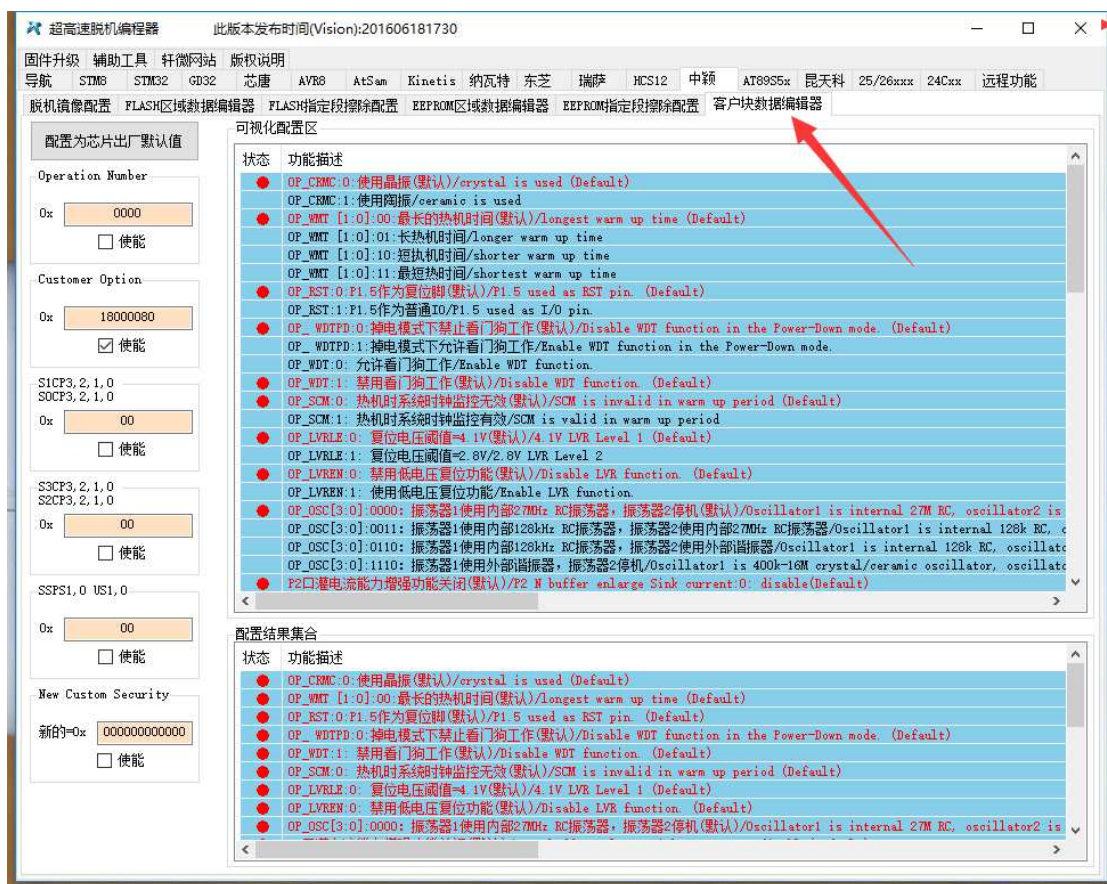 超高速脱机编程器 此版本发布时间(Vision):201606181730
固件升级 辅助工具 轩微网站 版权说明
导航 STM8 STM32 GD32 芯唐 AVR8 AtSam Kinetis 纳瓦特 东芝 瑞萨 HCS12 中颖 AT89S5x 昆天科 25/26xxx 24Cxx 远程功能
脱机镜像配置 FLASH区域数据编辑器 FLASH指定段擦除配置 EEPROM区域数据编辑器 EEPROM指定段擦除配置 客户块数据编辑器
配置为芯片出厂默认值
Operation Number
0x 0000
使能
Customer Option
0x 18000080
使能
S1CP3,2,1,0
S0CP3,2,1,0
0x 00
使能
S3CP3,2,1,0
S2CP3,2,1,0
0x 00
使能
SSPS1,0 US1,0
0x 00
使能
New Custom Security
新的=0x 000000000000
使能
可视化配置区
状态 功能描述
OP_CRMC:0:使用晶振(默认)/crystal is used (Default)
OP_CRMC:1:使用陶振/ceramic is used
OP_WMT [1:0]:00:最长的热机时间(默认)/longest warm up time (Default)
OP_WMT [1:0]:01:长热机时间/longer warm up time
OP_WMT [1:0]:10:短执机时间/shorter warm up time
OP_WMT [1:0]:11:最短热时间/shortest warm up time
OP_RST:0:P1.5作为复位脚(默认)/P1.5 used as RST pin. (Default)
OP_RST:1:P1.5作为普通IO/P1.5 used as I/O pin.
OP_ WDTPD:0:掉电模式下禁止看门狗工作(默认)/Disable WDT function in the Power-Down mode. (Default)
OP_ WDTPD:1:掉电模式下允许看门狗工作/Enable WDT function in the Power-Down mode.
OP_WDT:0: 允许看门狗工作/Enable WDT function.
OP_WDT:1: 禁用看门狗工作(默认)/Disable WDT function. (Default)
OP_SCM:0: 热机时系统时钟监控无效(默认)/SCM is invalid in warm up period (Default)
OP_SCM:1: 热机时系统时钟监控有效/SCM is valid in warm up period
OP_LVRLE:0: 复位电压阈值=4.1V(默认)/4.1V LVR Level 1 (Default)
OP_LVRLE:1: 复位电压阈值=2.8V/2.8V LVR Level 2
OP_LVREN:0: 禁用低电压复位功能(默认)/Disable LVR function. (Default)
OP_LVREN:1: 使用低电压复位功能/Enable LVR function.
OP_OSC[3:0]:0000: 振荡器1使用内部27MHz RC振荡器，振荡器2停机(默认)/Oscillator1 is internal 27M RC, oscillator2 is
OP_OSC[3:0]:0011: 振荡器1使用内部128kHz RC振荡器，振荡器2使用内部27MHz RC振荡器/Oscillator1 is internal 128k RC,
OP_OSC[3:0]:0110: 振荡器1使用内部128kHz RC振荡器，振荡器2使用外部谐振器/Oscillator1 is internal 128k RC, oscillato
OP_OSC[3:0]:1110: 振荡器1使用外部谐振器，振荡器2停机/Oscillator1 is 400k-16M crystal/ceramic oscillator, oscillato
P2口灌电流能力增强功能关闭(默认)/P2 N buffer enlarge Sink current:0: disable(Default)
配置结果集合
状态 功能描述
OP_CRMC:0:使用晶振(默认)/crystal is used (Default)
OP_WMT [1:0]:00:最长的热机时间(默认)/longest warm up time (Default)
OP_RST:0:P1.5作为复位脚(默认)/P1.5 used as RST pin. (Default)
OP_ WDTPD:0:掉电模式下禁止看门狗工作(默认)/Disable WDT function in the Power-Down mode. (Default)
OP_WDT:1: 禁用看门狗工作(默认)/Disable WDT function. (Default)
OP_SCM:0: 热机时系统时钟监控无效(默认)/SCM is invalid in warm up period (Default)
OP_LVRLE:0: 复位电压阈值=4.1V(默认)/4.1V LVR Level 1 (Default)
OP_LVREN:0: 禁用低电压复位功能(默认)/Disable LVR function. (Default)
OP_OSC[3:0]:0000: 振荡器1使用内部27MHz RC振荡器，振荡器2停机(默认)/Oscillator1 is internal 27M RC, oscillator2 is